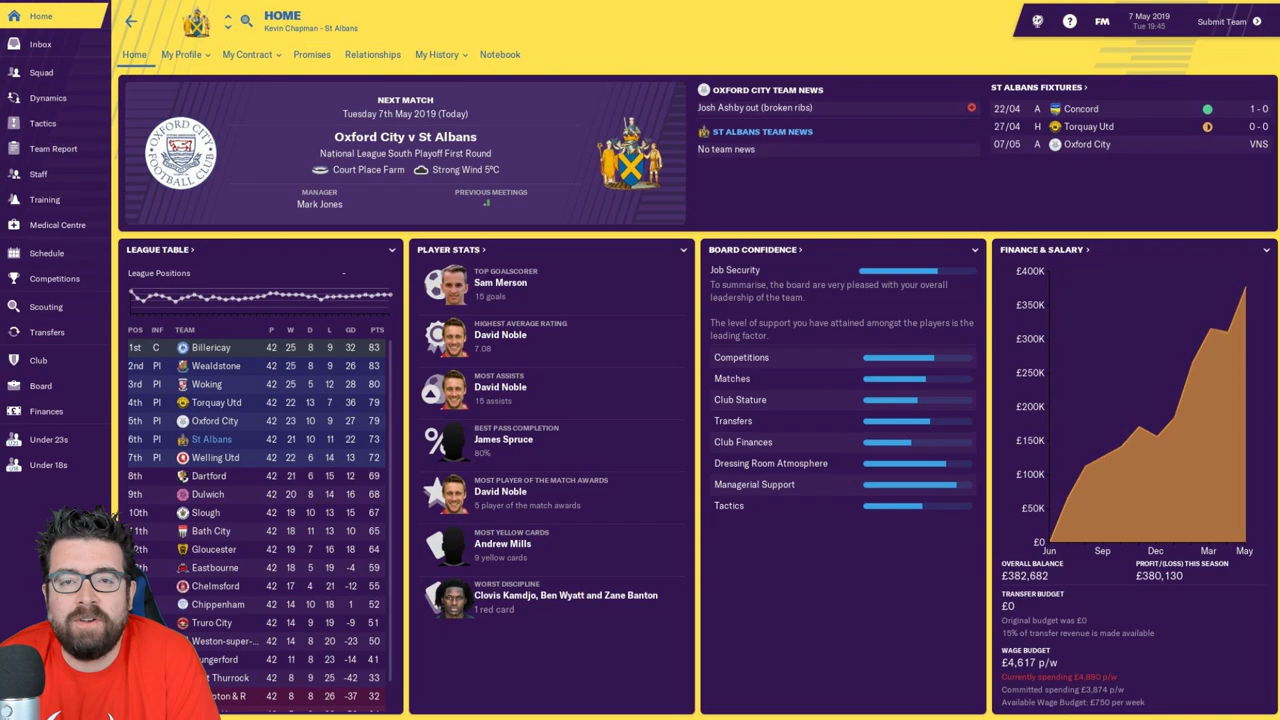 Home
Inbox
Squad
Dynamics
Tactics
Team Report
Staff
Training
Medical Centre
Schedule
Competitions
Scouting
Transfers
Club
Board
Finances
Under 23s
Under 18s
HOME
Kevin Chapman - St Albans
?
FM
7 May 2019
Tue 19:45
Submit Team
Home
My Profile
My Contract
Promises
Relationships
My History
Notebook
NEXT MATCH
Tuesday 7th May 2019 (Today)
Oxford City v St Albans
National League South Playoff First Round
Court Place Farm Strong Wind 5ºC
MANAGER
Mark Jones
PREVIOUS MEETINGS
OXFORD CITY FOOTBALL CLUB
OXFORD CITY TEAM NEWS
Josh Ashby out (broken ribs)
ST ALBANS TEAM NEWS
No team news
ST ALBANS FIXTURES >
22/04 A Concord 1 - 0
27/04 H Torquay Utd 0 - 0
07/05 A Oxford City VNS
LEAGUE TABLE >
League Positions -
POS INF TEAM P W D L GD PTS
1st C Billericay 42 25 8 9 32 83
2nd Pl Wealdstone 42 25 8 9 26 83
3rd Pl Woking 42 25 5 12 28 80
4th Pl Torquay Utd 42 22 13 7 36 79
5th Pl Oxford City 42 23 10 9 27 79
6th Pl St Albans 42 21 10 11 22 73
7th Pl Welling Utd 42 22 6 14 13 72
8th Dartford 42 21 6 15 12 69
9th Dulwich 42 20 8 14 16 68
10th Slough 42 19 10 13 15 67
1th Bath City 42 18 11 13 10 65
2th Gloucester 42 19 7 16 18 64
Eastbourne 42 18 5 19 -4 59
Chelmsford 42 17 4 21 -12 55
Chippenham 42 14 10 18 1 52
Truro City 42 14 9 19 -9 51
Weston-super-... 42 14 8 20 -23 50
ungerford 42 11 8 23 -14 41
t Thurrock 42 9 6 27 -42 33
pton & R 42 8 8 26 -37 32
PLAYER STATS >
TOP GOALSCORER
Sam Merson
15 goals
HIGHEST AVERAGE RATING
David Noble
7.08
MOST ASSISTS
David Noble
15 assists
BEST PASS COMPLETION
James Spruce
80%
MOST PLAYER OF THE MATCH AWARDS
David Noble
5 player of the match awards
MOST YELLOW CARDS
Andrew Mills
9 yellow cards
WORST DISCIPLINE
Clovis Kamdjo, Ben Wyatt and Zane Banton
1 red card
BOARD CONFIDENCE >
Job Security
To summarise, the board are very pleased with your overall
leadership of the team.
The level of support you have attained amongst the players is the
leading factor.
Competitions
Matches
Club Stature
Transfers
Club Finances
Dressing Room Atmosphere
Managerial Support
Tactics
FINANCE & SALARY >
£400K
£350K
£300K
£250K
£200K
£150K
£100K
£50K
£0
Jun Sep Dec Mar May
OVERALL BALANCE
£382,682
PROFIT/(LOSS) THIS SEASON
£380,130
TRANSFER BUDGET
£0
Original budget was £0
15% of transfer revenue is made available
WAGE BUDGET
£4,617 p/w
Currently spending £4,890 p/w
Committed spending £3,874 p/w
Available Wage Budget: £750 per week